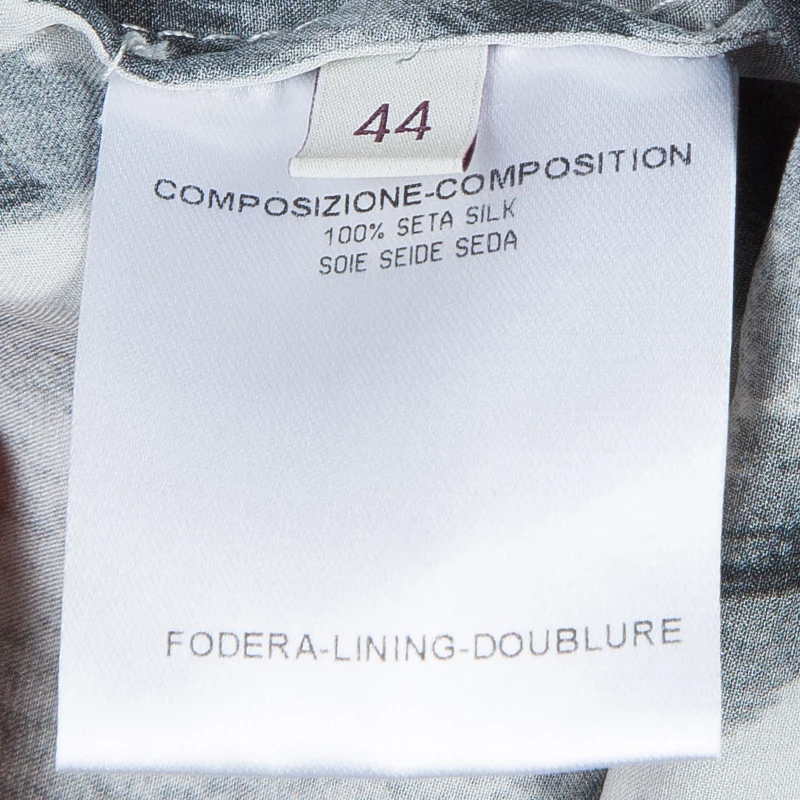 44
COMPOSIZIONE-COMPOSITION
100% SETA SILK
SOIE SEIDE SEDA
FODERA-LINING-DOUBLURE